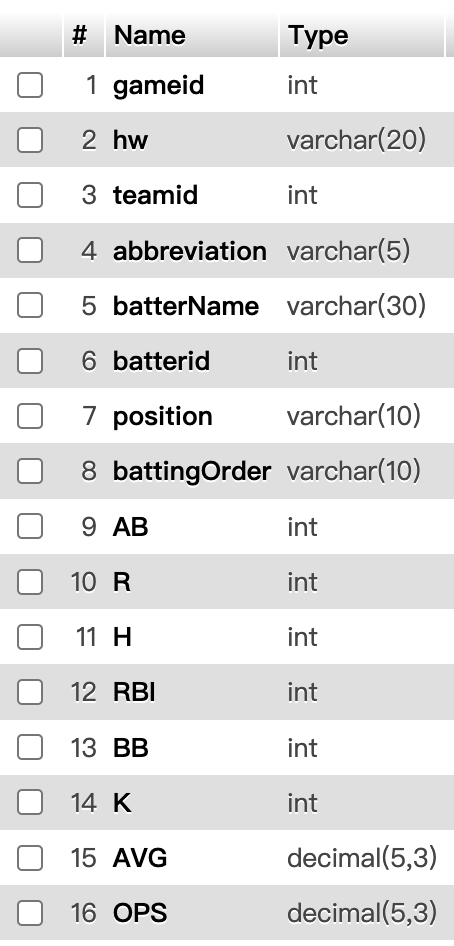 # Name Type
1 gameid int
2 hw varchar(20)
3 teamid int
4 abbreviation varchar(5)
5 batterName varchar(30)
6 batterid int
7 position varchar(10)
8 battingOrder varchar(10)
9 AB int
10 R int
11 H int
12 RBI int
13 BB int
14 K int
15 AVG decimal(5,3)
16 OPS decimal(5,3)